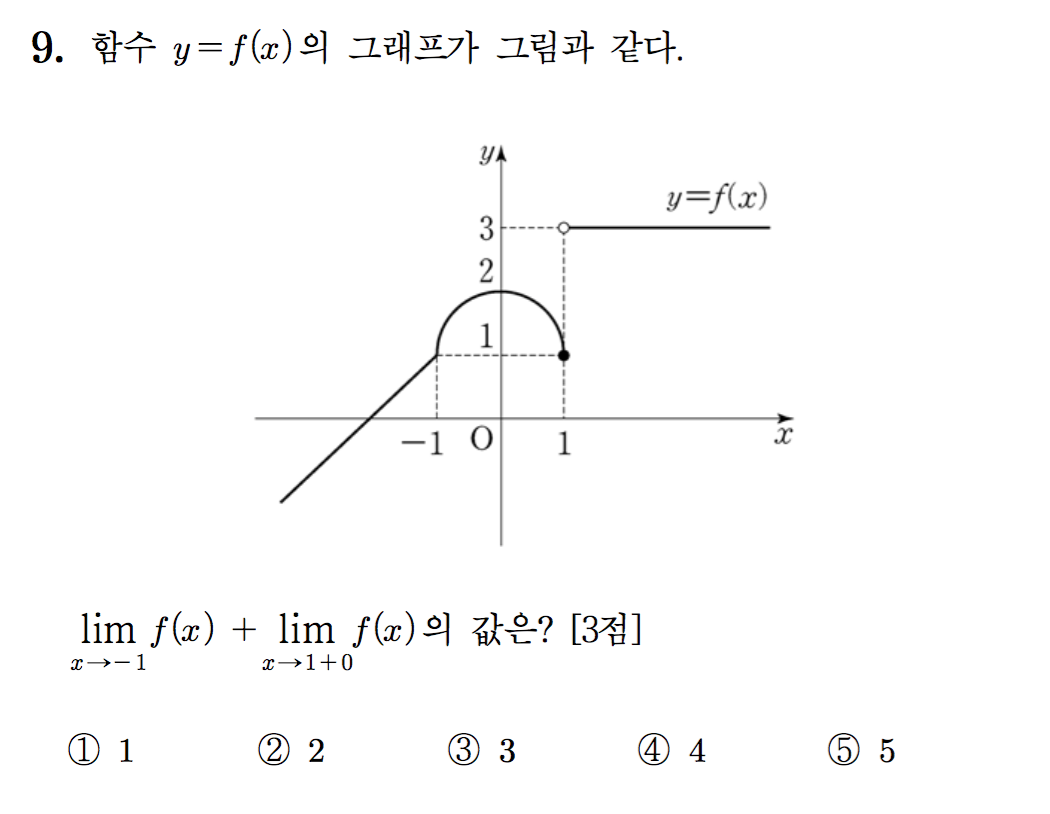 9. 함수 y=f(x)의 그래프가 그림과 같다.
y
y=f(x)
3
2
1
−1 O 1 x
lim f(x) + lim f(x)의 값은? [3점]
x→−1 x→1+0
① 1 ② 2 ③ 3 ④ 4 ⑤ 5